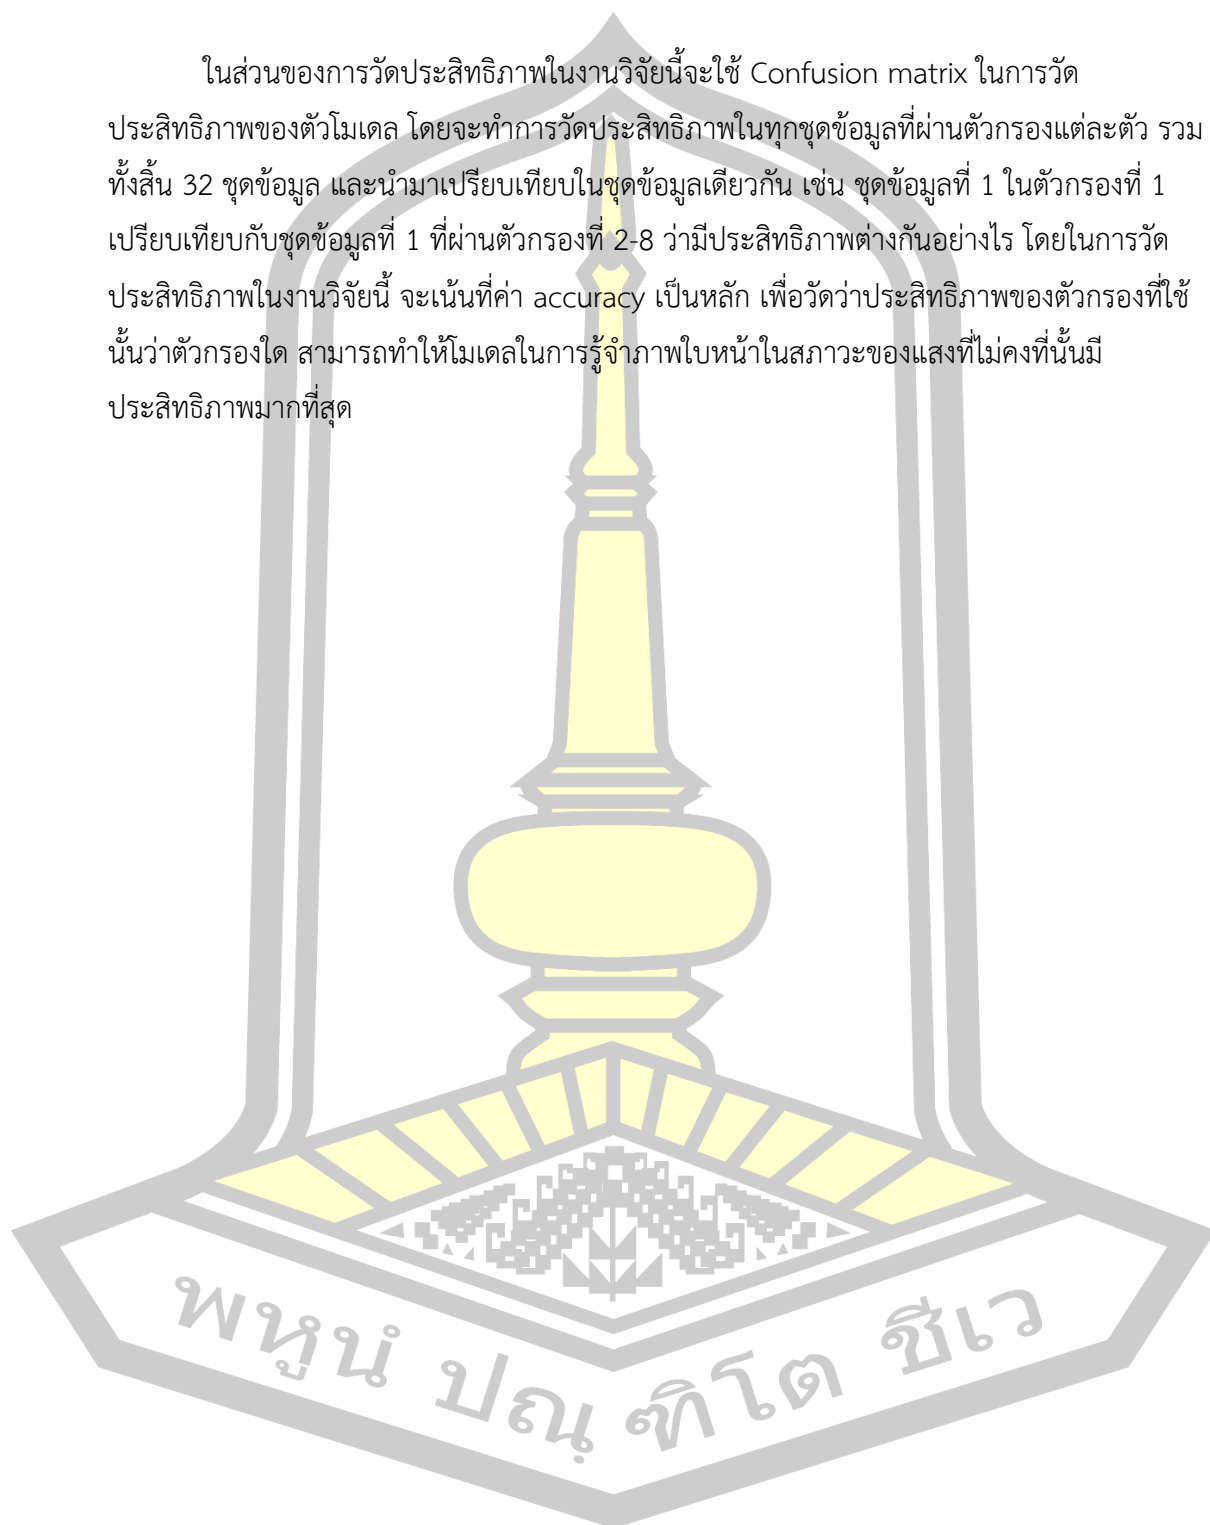 ในส่วนของการวัดประสิทธิภาพในงานวิจัยนี้จะใช้ Confusion matrix ในการวัด
ประสิทธิภาพของตัวโมเดล โดยจะทำการวัดประสิทธิภาพในทุกชุดข้อมูลที่ผ่านตัวกรองแต่ละตัว รวม
ทั้งสิ้น 32 ชุดข้อมูล และนำมาเปรียบเทียบในชุดข้อมูลเดียวกัน เช่น ชุดข้อมูลที่ 1 ในตัวกรองที่ 1
เปรียบเทียบกับชุดข้อมูลที่ 1 ที่ผ่านตัวกรองที่ 2-8 ว่ามีประสิทธิภาพต่างกันอย่างไร โดยในการวัด
ประสิทธิภาพในงานวิจัยนี้ จะเน้นที่ค่า accuracy เป็นหลัก เพื่อวัดว่าประสิทธิภาพของตัวกรองที่ใช้
นั้นว่าตัวกรองใด สามารถทำให้โมเดลในการรู้จำภาพใบหน้าในสภาวะของแสงที่ไม่คงที่นั้นมี
ประสิทธิภาพมากที่สุด
พหูนํ ปณฺ ฑิโต ชีเว